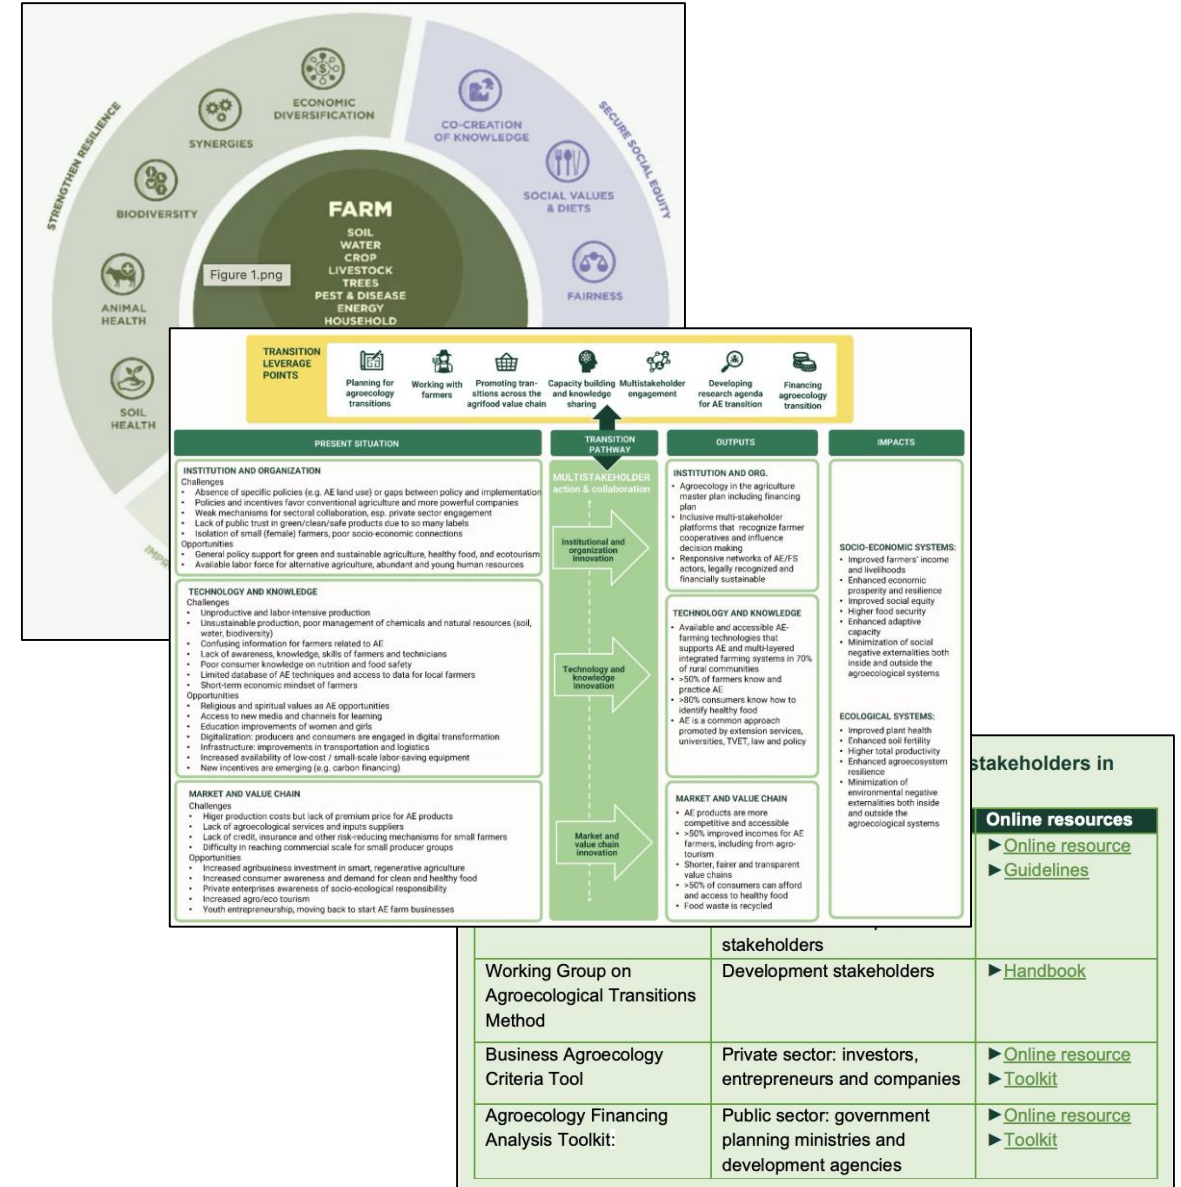 STRENGTHEN RESILIENCE
ECONOMIC
DIVERSIFICATION
SYNERGIES
BIODIVERSITY
ANIMAL
HEALTH
SOIL
HEALTH
CO-CREATION
OF KNOWLEDGE
SOCIAL VALUES
& DIETS
FAIRNESS
SECURE SOCIAL EQUITY
FARM
SOIL
WATER
CROP
LIVESTOCK
TREES
PEST & DISEASE
ENERGY
HOUSEHOLD
Figure 1.png
TRANSITION
LEVERAGE
POINTS
Planning for
agroecology
transitions
Working with
farmers
Promoting tran-
sitions across the
agrifood value chain
Capacity building
and knowledge
sharing
Multistakeholder
engagement
Developing
research agenda
for AE transition
Financing
agroecology
transition
PRESENT SITUATION
INSTITUTION AND ORGANIZATION
Challenges
• Absence of specific policies (e.g. AE land use) or gaps between policy and implementation
• Policies and incentives favor conventional agriculture and more powerful companies
• Weak mechanisms for sectoral collaboration, esp. private sector engagement
• Lack of public trust in green/clean/safe products due to so many labels
• Isolation of small (female) farmers, poor socio-economic connections
Opportunities
• General policy support for green and sustainable agriculture, healthy food, and ecotourism
• Available labor force for alternative agriculture, abundant and young human resources
TECHNOLOGY AND KNOWLEDGE
Challenges
• Unproductive and labor-intensive production
• Unsustainable production, poor management of chemicals and natural resources (soil,
water, biodiversity)
• Confusing information for farmers related to AE
• Lack of awareness, knowledge, skills of farmers and technicians
• Poor consumer knowledge on nutrition and food safety
• Limited database of AE techniques and access to data for local farmers
• Short-term economic mindset of farmers
Opportunities
• Religious and spiritual values as AE opportunities
• Access to new media and channels for learning
• Education improvements of women and girls
• Digitalization: producers and consumers are engaged in digital transformation
• Infrastructure: improvements in transportation and logistics
• Increased availability of low-cost / small-scale labor-saving equipment
• New incentives are emerging (e.g. carbon financing)
MARKET AND VALUE CHAIN
Challenges
• Higer production costs but lack of premium price for AE products
• Lack of agroecological services and inputs suppliers
• Lack of credit, insurance and other risk-reducing mechanisms for small farmers
• Difficulty in reaching commercial scale for small producer groups
Opportunities
• Increased agribusiness investment in smart, regenerative agriculture
• Increased consumer awareness and demand for clean and healthy food
• Private enterprises awareness of socio-ecological responsibility
• Increased agro/eco tourism
• Youth entrepreneurship, moving back to start AE farm businesses
TRANSITION
PATHWAY
MULTISTAKEHOLDER
action & collaboration
Institutional and
organization
innovation
Technology and
knowledge
innovation
Market and
value chain
innovation
OUTPUTS
INSTITUTION AND ORG.
• Agroecology in the agriculture
master plan including financing
plan
• Inclusive multi-stakeholder
platforms that recognize farmer
cooperatives and influence
decision making
• Responsive networks of AE/FS
actors, legally recognized and
financially sustainable
TECHNOLOGY AND KNOWLEDGE
• Available and accessible AE-
farming technologies that
supports AE and multi-layered
integrated farming systems in 70%
of rural communities
• >50% of farmers know and
practice AE
• >80% consumers know how to
identify healthy food
• AE is a common approach
promoted by extension services,
universities, TVET, law and policy
MARKET AND VALUE CHAIN
• AE products are more
competitive and accessible
• >50% improved incomes for AE
farmers, including from agro-
tourism
• Shorter, fairer and transparent
value chains
• >50% of consumers can afford
and access to healthy food
• Food waste is recycled
IMPACTS
SOCIO-ECONOMIC SYSTEMS:
• Improved farmers' income
and livelihoods
• Enhanced economic
prosperity and resilience
• Improved social equity
• Higher food security
• Enhanced adaptive
capacity
• Minimization of social
negative externalities both
inside and outside the
agroecological systems
ECOLOGICAL SYSTEMS:
• Improved plant health
• Enhanced soil fertility
• Higher total productivity
• Enhanced agroecosystem
resilience
• Minimization of
environmental negative
externalities both inside
and outside the
agroecological systems
stakeholders in
Online resources
►Online resource
►Guidelines
stakeholders
Working Group on
Agroecological Transitions
Method
Development stakeholders
►Handbook
Business Agroecology
Criteria Tool
Private sector: investors,
entrepreneurs and companies
►Online resource
►Toolkit
Agroecology Financing
Analysis Toolkit:
Public sector: government
planning ministries and
development agencies
►Online resource
►Toolkit